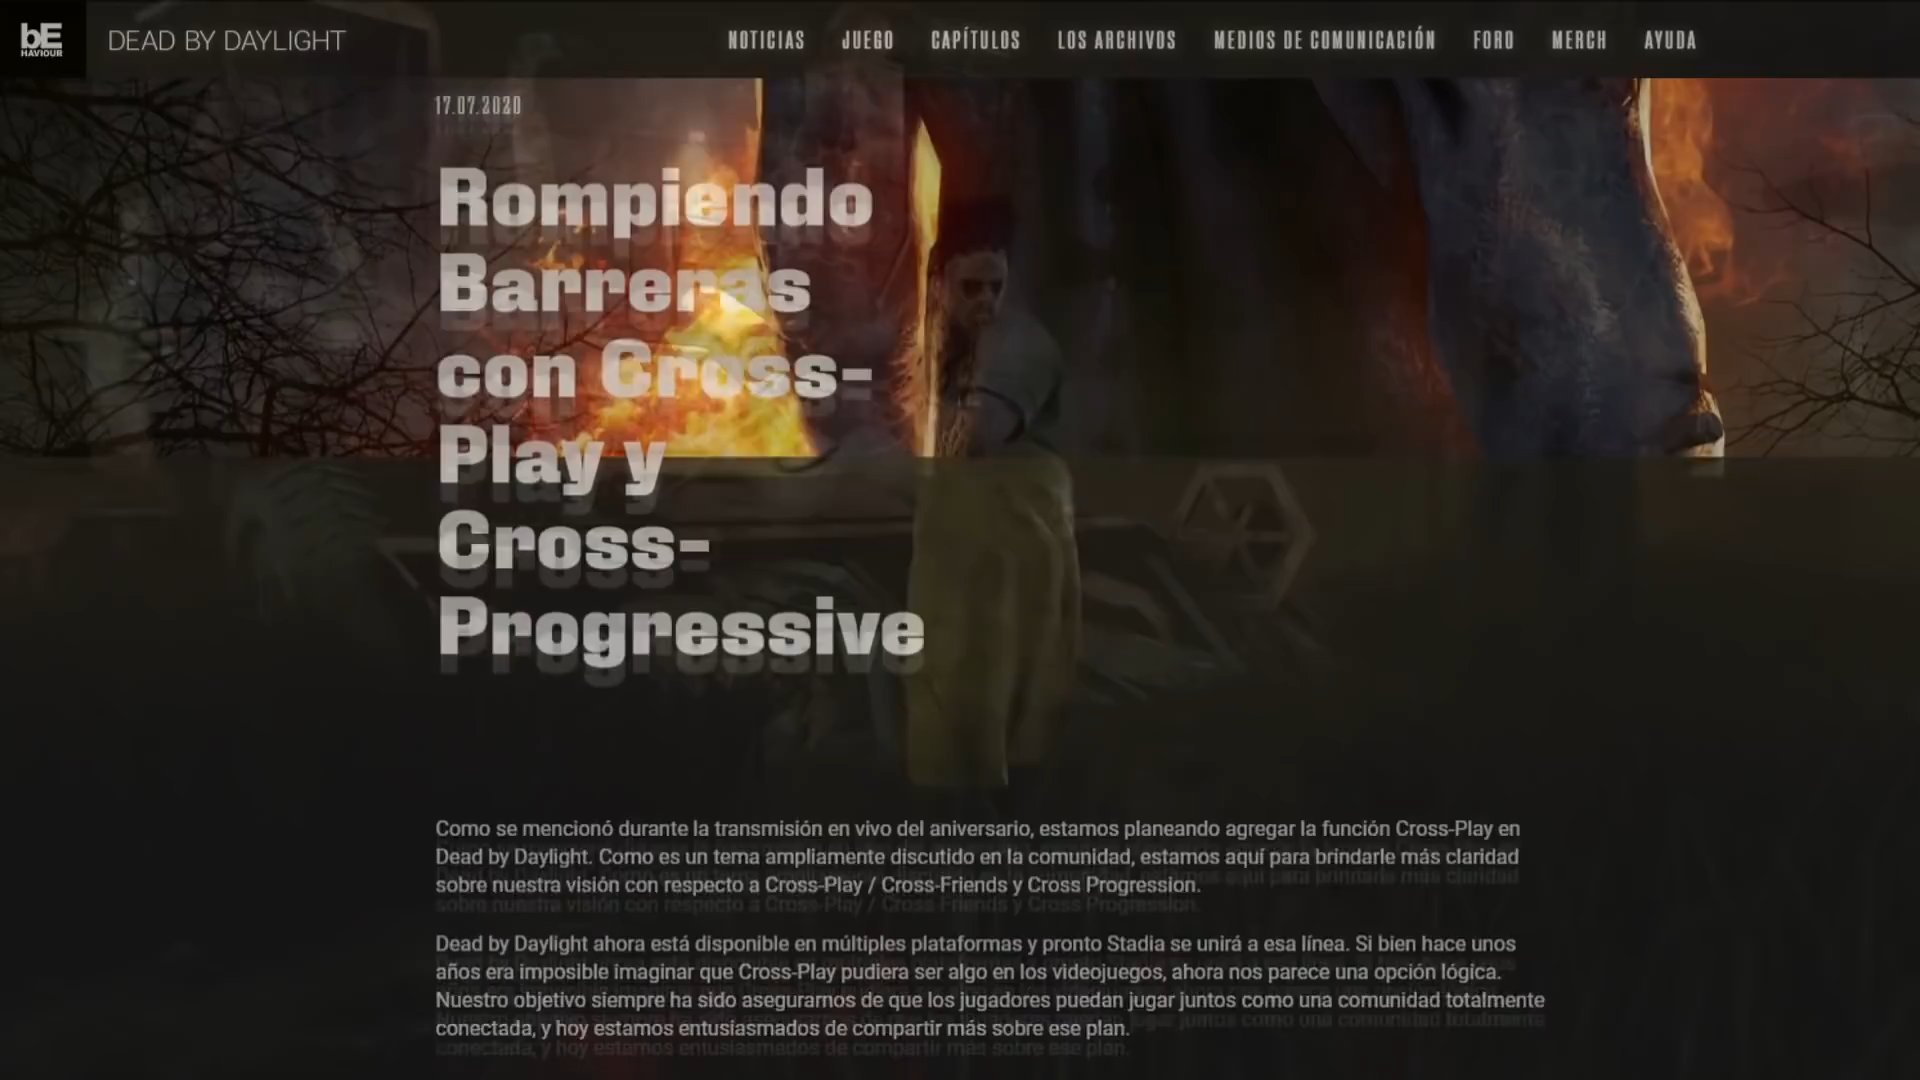 bE
HAVIOUR
DEAD BY DAYLIGHT
NOTICIAS JUEGO CAPÍTULOS LOS ARCHIVOS MEDIOS DE COMUNICACIÓN FORO MERCH AYUDA
17.07.2020
Rompiendo
Barreras
con Cross-
Play y
Cross-
Progressive
Como se mencionó durante la transmisión en vivo del aniversario, estamos planeando agregar la función Cross-Play en
Dead by Daylight. Como es un tema ampliamente discutido en la comunidad, estamos aquí para brindarle más claridad
sobre nuestra visión con respecto a Cross-Play / Cross-Friends y Cross Progression.
Dead by Daylight ahora está disponible en múltiples plataformas y pronto Stadia se unirá a esa línea. Si bien hace unos
años era imposible imaginar que Cross-Play pudiera ser algo en los videojuegos, ahora nos parece una opción lógica.
Nuestro objetivo siempre ha sido asegurarnos de que los jugadores puedan jugar juntos como una comunidad totalmente
conectada, y hoy estamos entusiasmados de compartir más sobre ese plan.